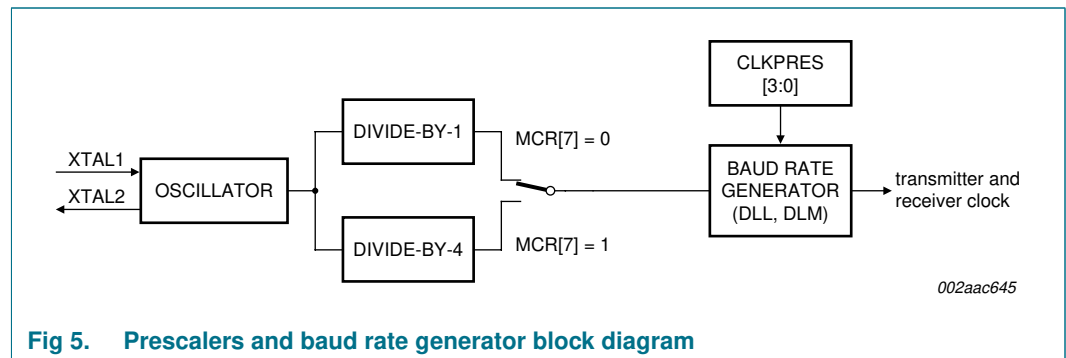 CLKPRES
[3:0]
DIVIDE-BY-1
MCR[7] = 0
XTAL1
XTAL2
OSCILLATOR
BAUD RATE
GENERATOR
(DLL, DLM)
transmitter and
receiver clock
DIVIDE-BY-4
MCR[7] = 1
002aac645
Fig 5. Prescalers and baud rate generator block diagram